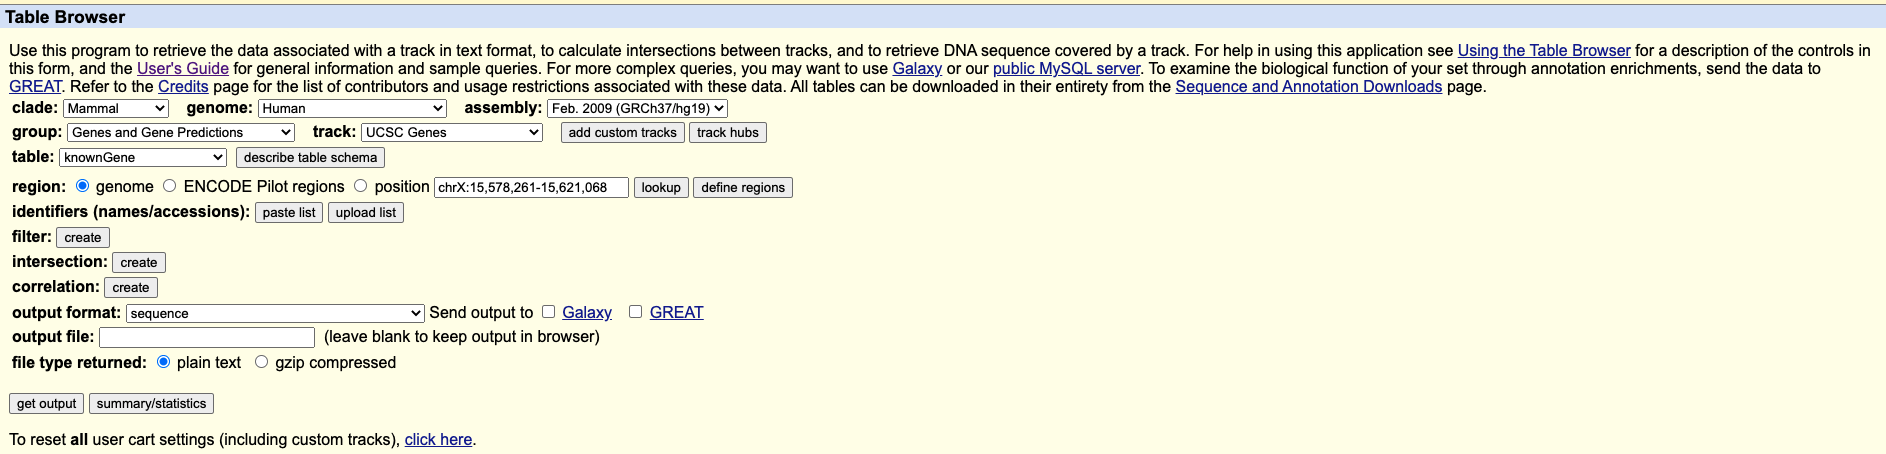 Table Browser
Use this program to retrieve the data associated with a track in text format, to calculate intersections between tracks, and to retrieve DNA sequence covered by a track. For help in using this application see Using the Table Browser for a description of the controls in
this form, and the User's Guide for general information and sample queries. For more complex queries, you may want to use Galaxy or our public MySQL server. To examine the biological function of your set through annotation enrichments, send the data to
GREAT. Refer to the Credits page for the list of contributors and usage restrictions associated with these data. All tables can be downloaded in their entirety from the Sequence and Annotation Downloads page.
clade: Mammal genome: Human assembly: Feb. 2009 (GRCh37/hg19)
group: Genes and Gene Predictions track: UCSC Genes add custom tracks track hubs
table: knownGene describe table schema
region: genome ENCODE Pilot regions position chrX:15,578,261-15,621,068 lookup define regions
identifiers (names/accessions): paste list upload list
filter: create
intersection: create
correlation: create
output format: sequence Send output to Galaxy GREAT
output file: (leave blank to keep output in browser)
file type returned: plain text gzip compressed
get output summary/statistics
To reset all user cart settings (including custom tracks), click here.